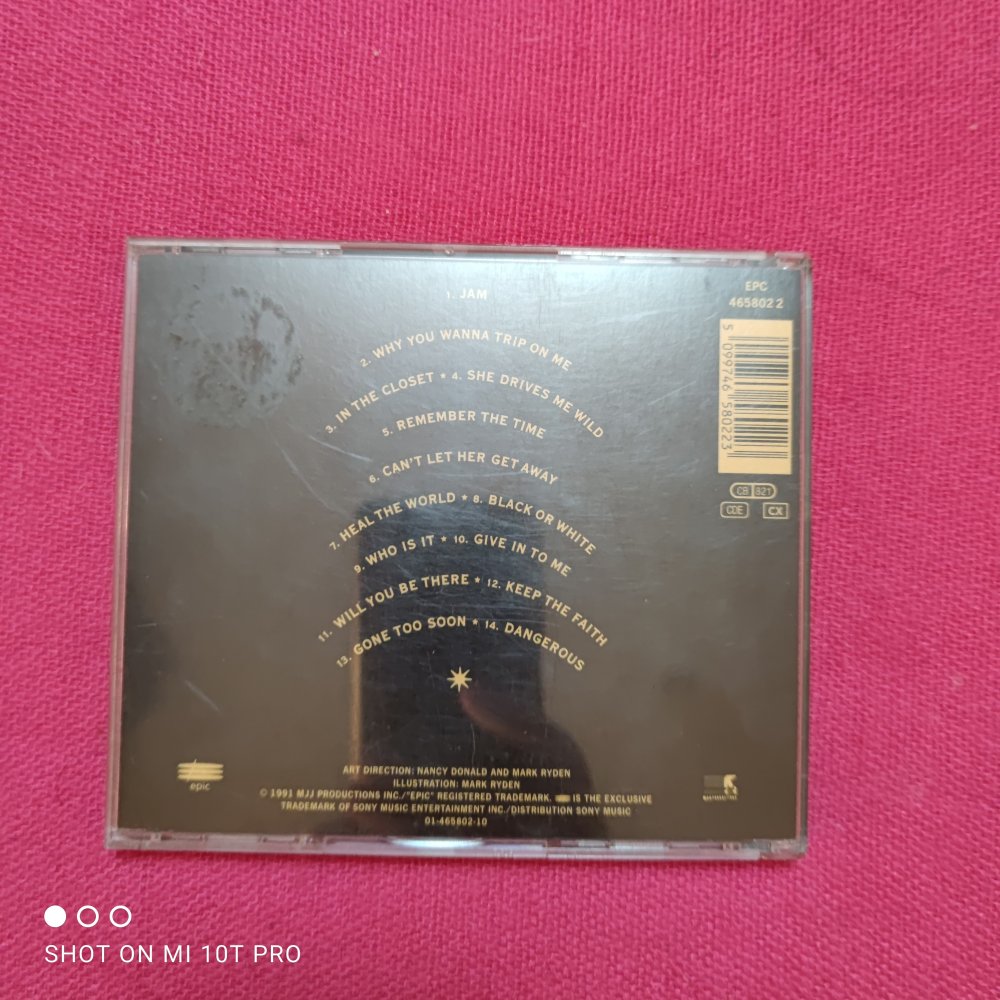 1. JAM
EPC
465802 2
2. WHY YOU WANNA TRIP ON ME
3. IN THE CLOSET * 4. SHE DRIVES ME WILD
5. REMEMBER THE TIME
6. CAN'T LET HER GET AWAY
7. HEAL THE WORLD * 8. BLACK OR WHITE
9. WHO IS IT * 10. GIVE IN TO ME
11. WILL YOU BE THERE * 12. KEEP THE FAITH
13. GONE TOO SOON * 14. DANGEROUS
5 099746 580223
CB 821
CDE CX
epic
ART DIRECTION: NANCY DONALD AND MARK RYDEN
ILLUSTRATION: MARK RYDEN
© 1991 MJJ PRODUCTIONS INC./"EPIC" REGISTERED TRADEMARK. IS THE EXCLUSIVE
TRADEMARK OF SONY MUSIC ENTERTAINMENT INC./DISTRIBUTION SONY MUSIC
01-465802-10
SHOT ON MI 10T PRO